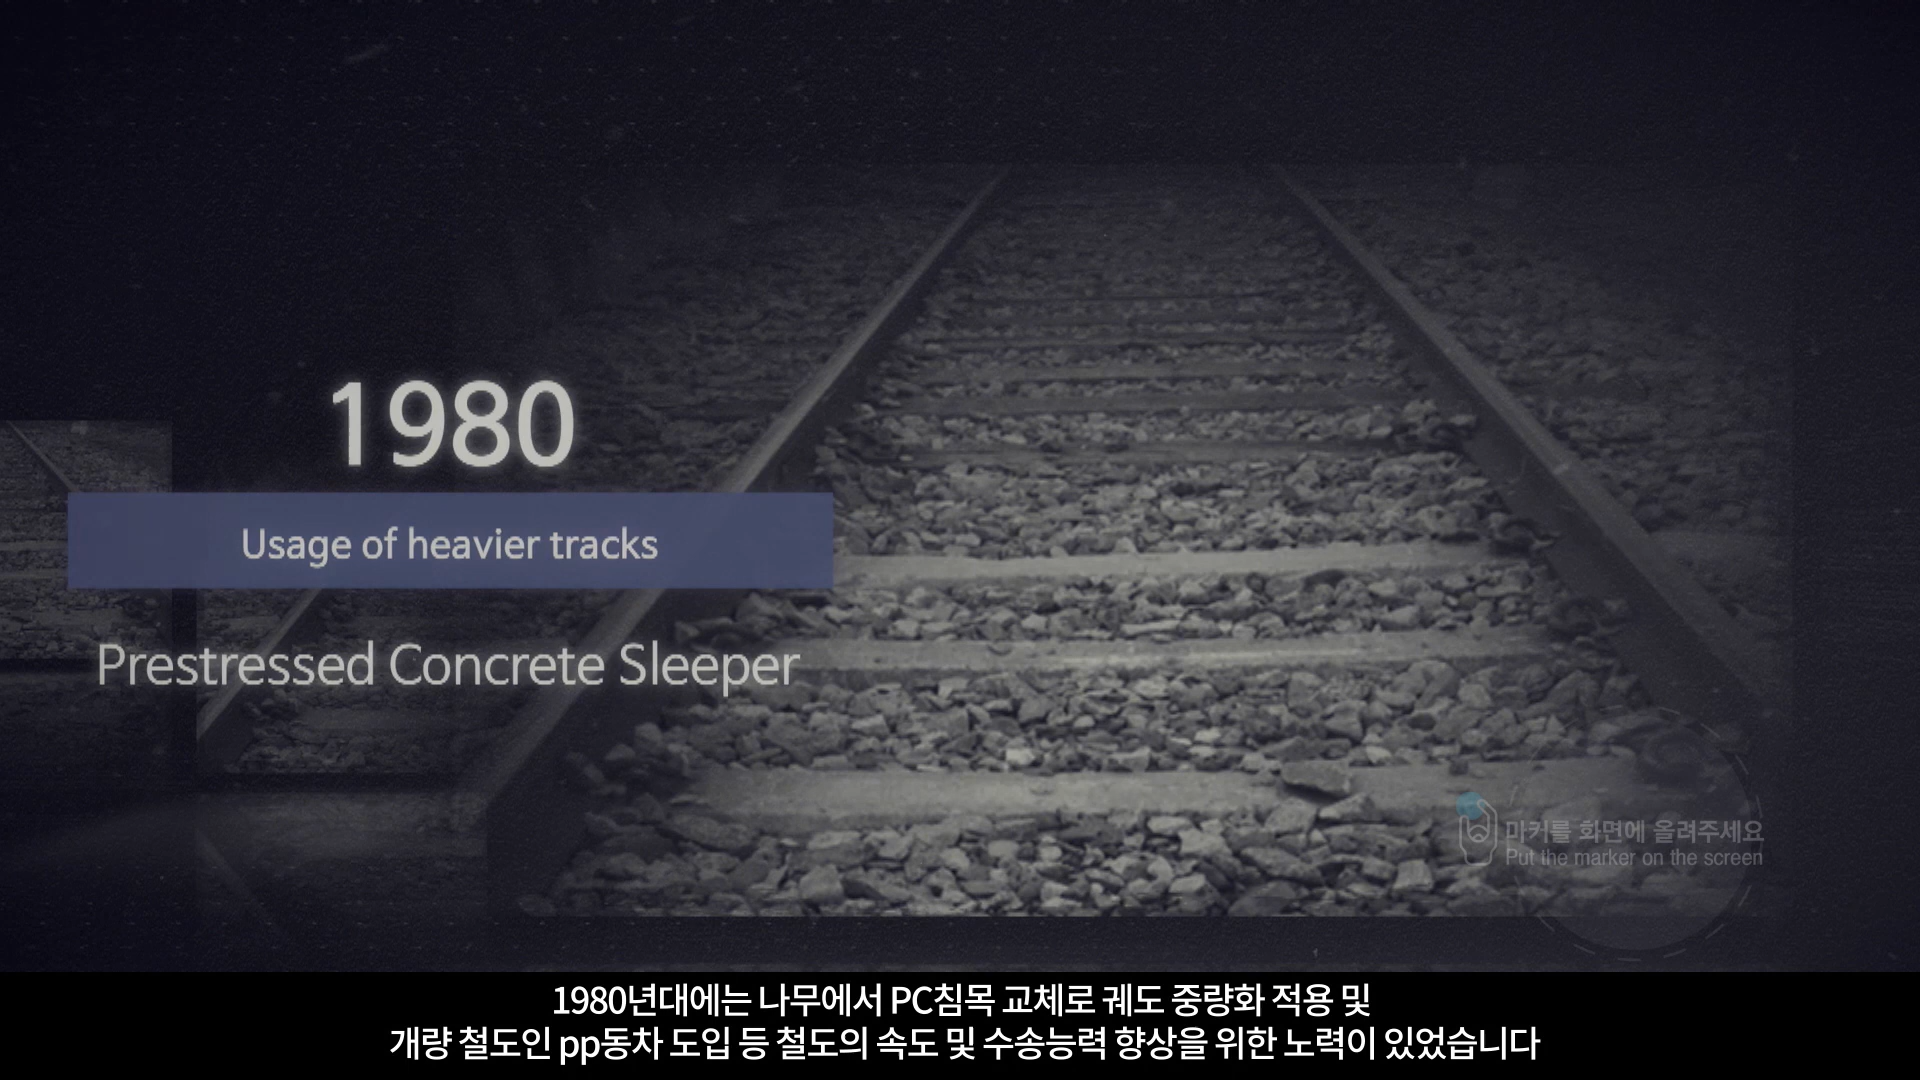 1980
Usage of heavier tracks
Prestressed Concrete Sleeper
마커를 화면에 올려주세요
Put the marker on the screen
1980년대에는 나무에서 PC침목 교체로 궤도 중량화 적용 및
개량 철도인 pp동차 도입 등 철도의 속도 및 수송능력 향상을 위한 노력이 있었습니다